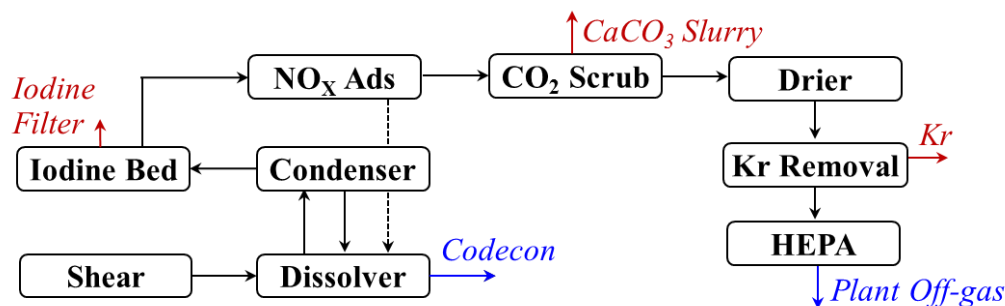 CaCO₃ Slurry
NOₓ Ads
CO₂ Scrub
Drier
Iodine
Filter
Iodine Bed
Condenser
Kr Removal
Kr
Shear
Dissolver
Codecon
HEPA
Plant Off-gas